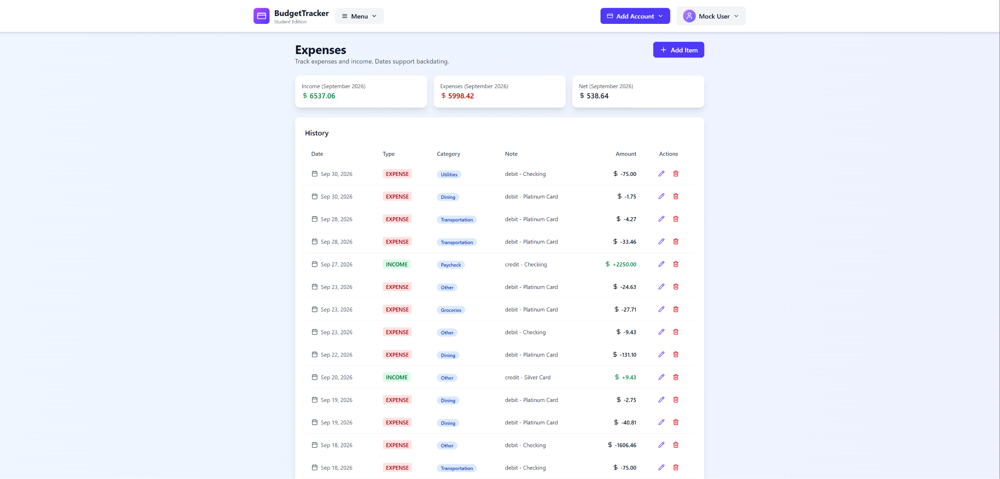 BudgetTracker
Student Edition
Menu
Add Account
Mock User
Expenses
Track expenses and income. Dates support backdating.
Add Item
Income (September 2026)
$ 6537.06
Expenses (September 2026)
$ 5998.42
Net (September 2026)
$ 538.64
History
Date Type Category Note Amount Actions
Sep 30, 2026 EXPENSE Utilities debit - Checking $ -75.00
Sep 30, 2026 EXPENSE Dining debit - Platinum Card $ -1.75
Sep 28, 2026 EXPENSE Transportation debit - Platinum Card $ -4.27
Sep 28, 2026 EXPENSE Transportation debit - Platinum Card $ -33.46
Sep 27, 2026 INCOME Paycheck credit - Checking $ +2250.00
Sep 23, 2026 EXPENSE Other debit - Platinum Card $ -24.63
Sep 23, 2026 EXPENSE Groceries debit - Platinum Card $ -27.71
Sep 23, 2026 EXPENSE Other debit - Checking $ -9.43
Sep 22, 2026 EXPENSE Dining debit - Platinum Card $ -131.10
Sep 20, 2026 INCOME Other credit - Silver Card $ +9.43
Sep 19, 2026 EXPENSE Dining debit - Platinum Card $ -2.75
Sep 19, 2026 EXPENSE Dining debit - Platinum Card $ -40.81
Sep 18, 2026 EXPENSE Other debit - Checking $ -1606.46
Sep 18, 2026 EXPENSE Transportation debit - Checking $ -75.00